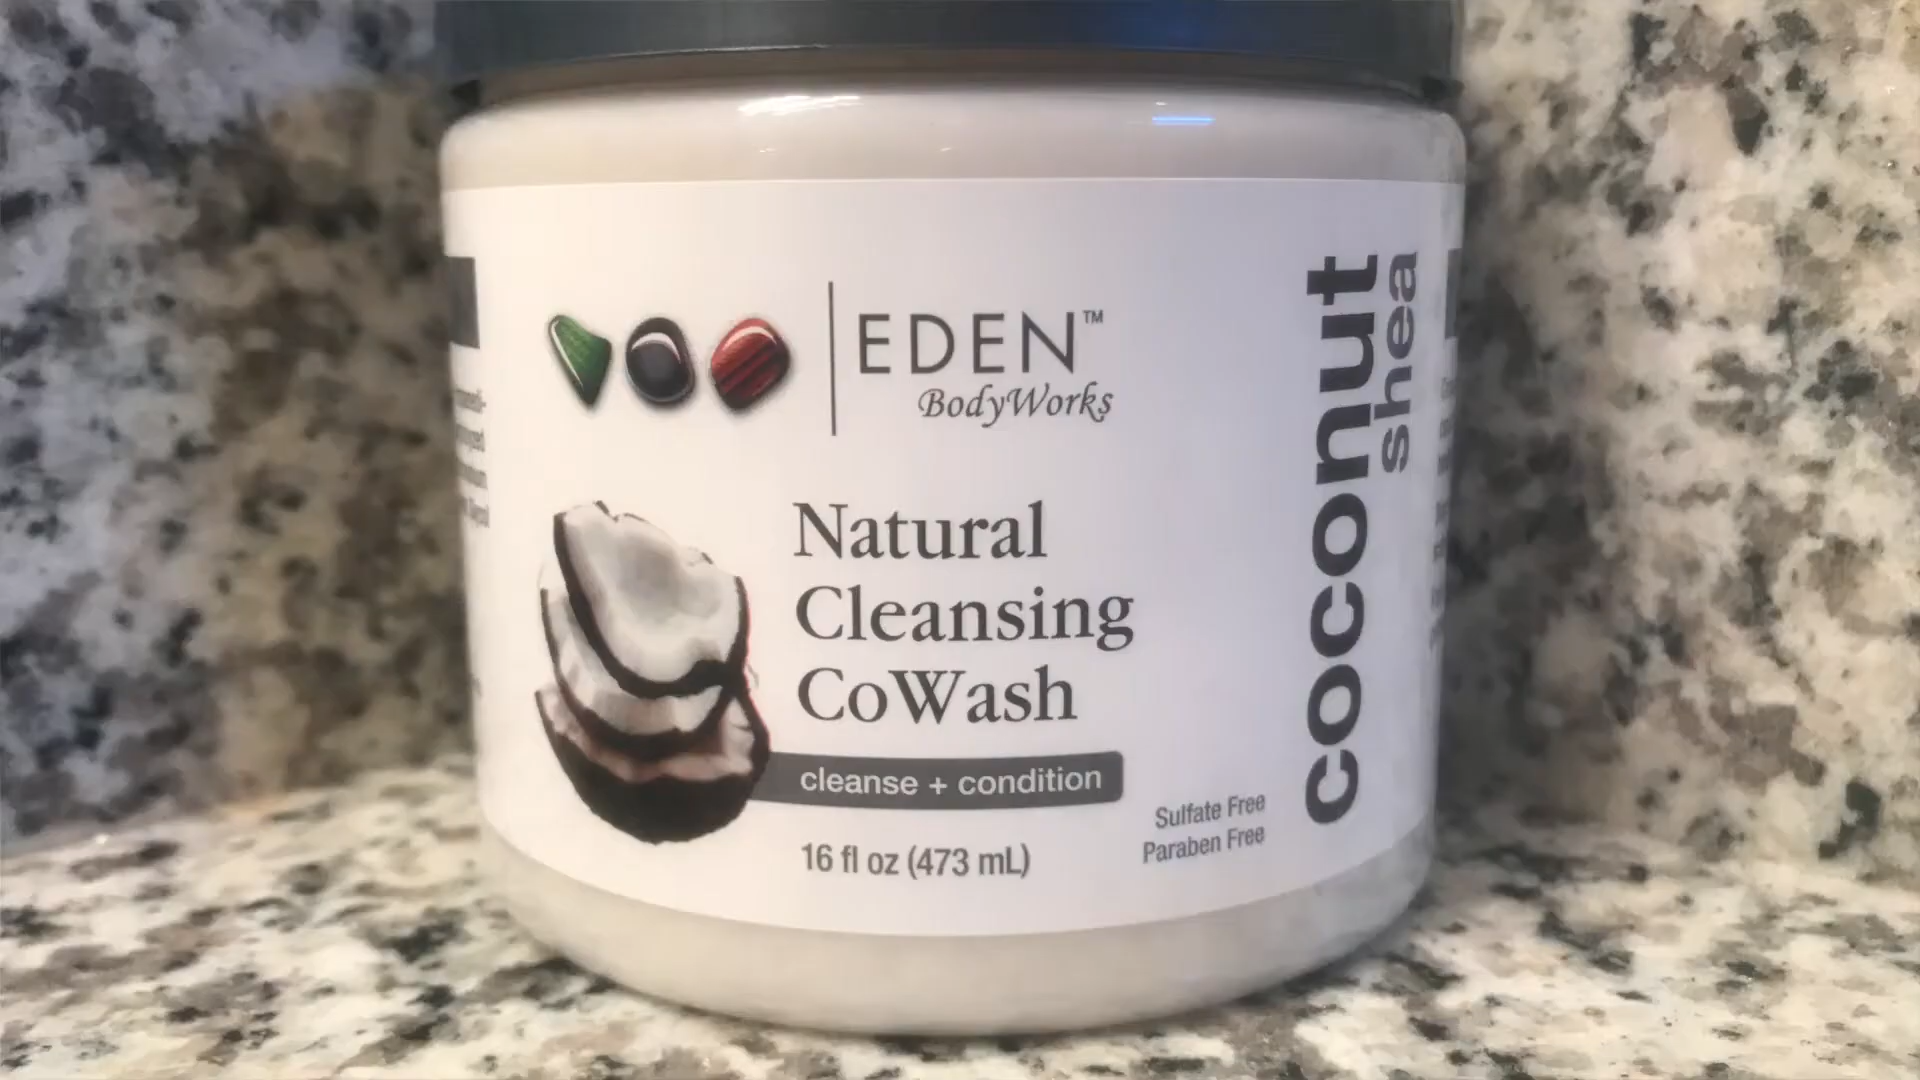 EDEN™
BodyWorks
Natural
Cleansing
CoWash
cleanse + condition
16 fl oz (473 mL)
Sulfate Free
Paraben Free
coconut
shea